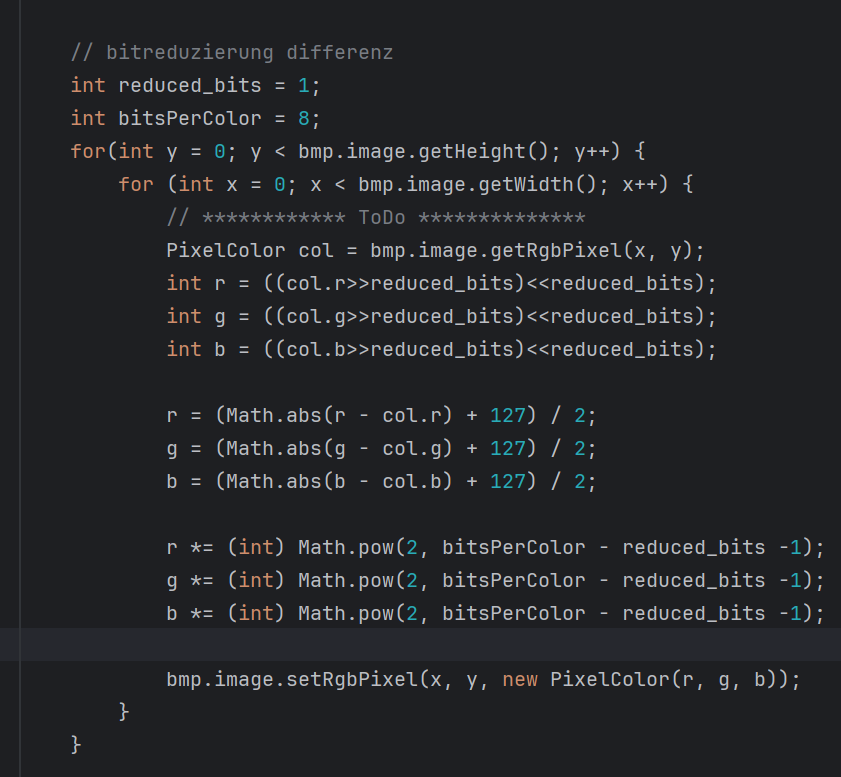 // bitreduzierung differenz
int reduced_bits = 1;
int bitsPerColor = 8;
for(int y = 0; y < bmp.image.getHeight(); y++) {
for (int x = 0; x < bmp.image.getWidth(); x++) {
// ************ ToDo **************
PixelColor col = bmp.image.getRgbPixel(x, y);
int r = ((col.r>>reduced_bits)<<reduced_bits);
int g = ((col.g>>reduced_bits)<<reduced_bits);
int b = ((col.b>>reduced_bits)<<reduced_bits);
r = (Math.abs(r - col.r) + 127) / 2;
g = (Math.abs(g - col.g) + 127) / 2;
b = (Math.abs(b - col.b) + 127) / 2;
r *= (int) Math.pow(2, bitsPerColor - reduced_bits -1);
g *= (int) Math.pow(2, bitsPerColor - reduced_bits -1);
b *= (int) Math.pow(2, bitsPerColor - reduced_bits -1);
bmp.image.setRgbPixel(x, y, new PixelColor(r, g, b));
}
}